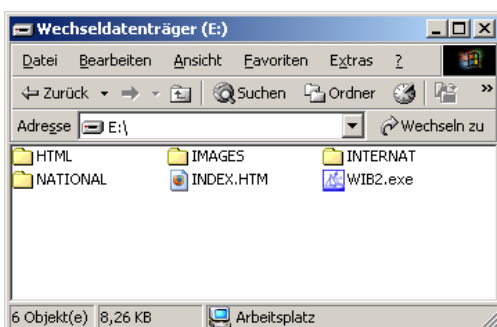 Wechseldatenträger (E:)
Datei Bearbeiten Ansicht Favoriten Extras ?
Zurück Suchen Ordner »
Adresse E:\ Wechseln zu
HTML IMAGES INTERNAT
NATIONAL INDEX.HTM WIB2.exe
6 Objekt(e) 8,26 KB Arbeitsplatz